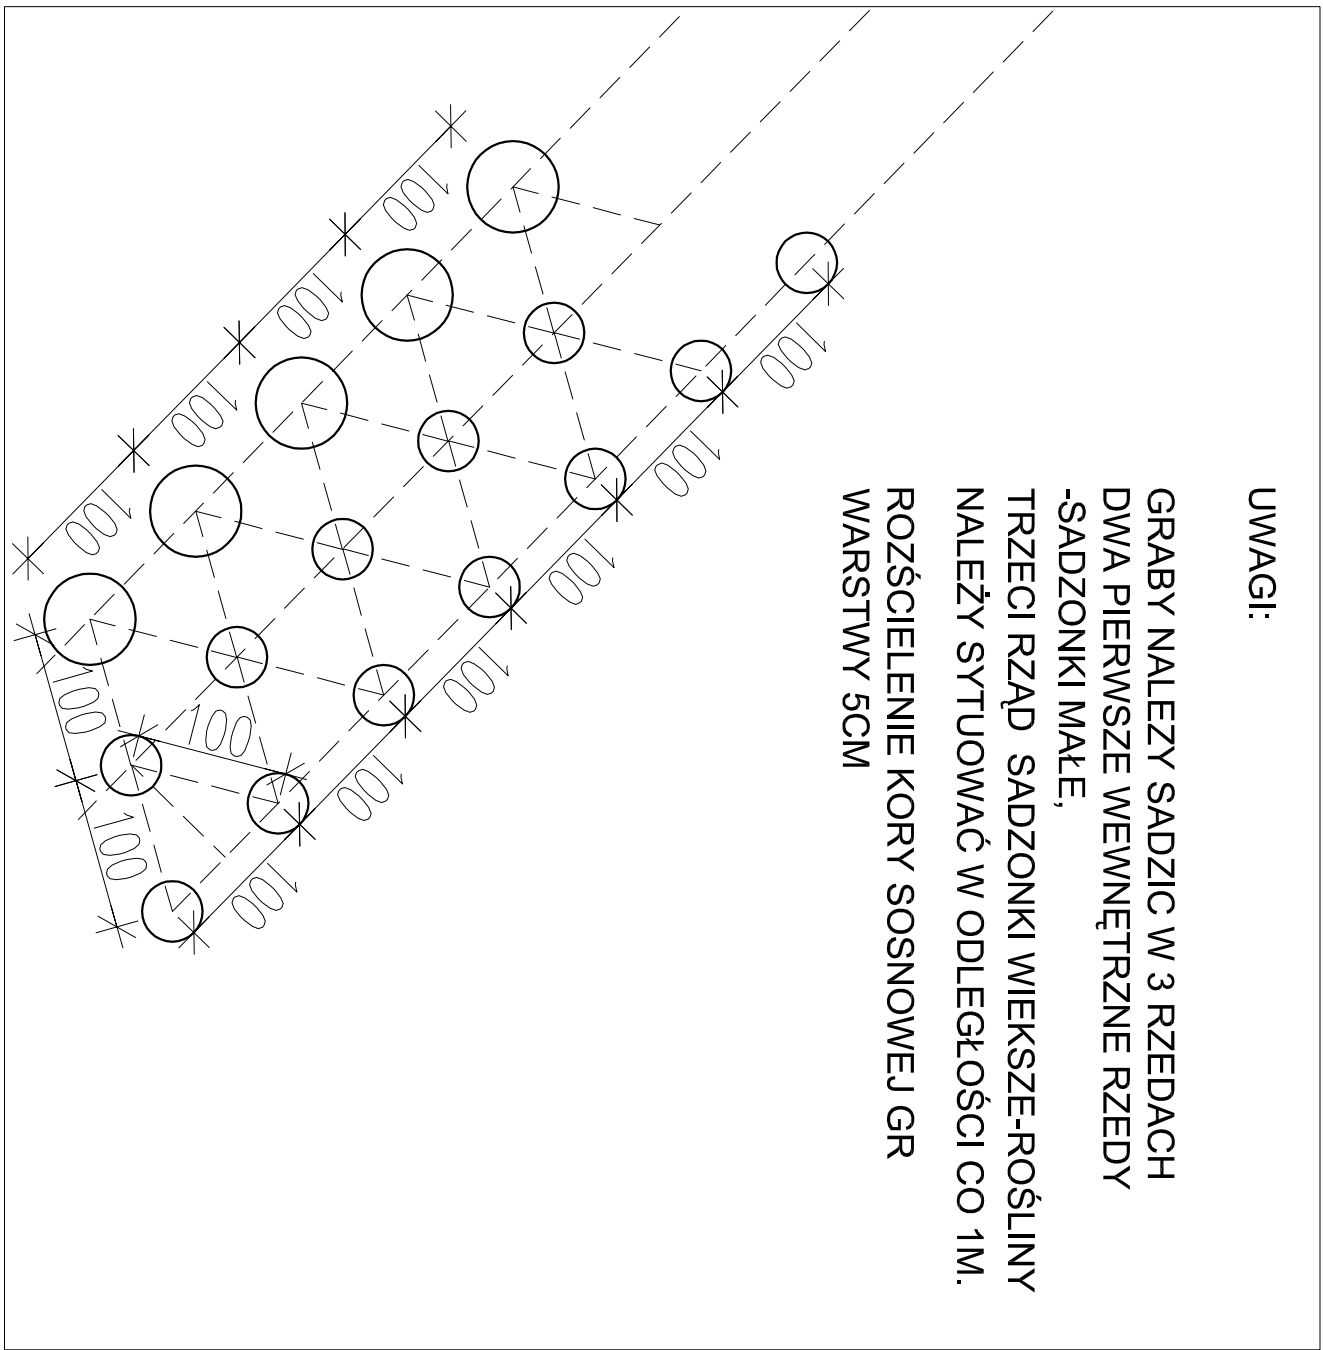 UWAGI:
GRABY NALEZY SADZIC W 3 RZEDACH
DWA PIERWSZE WEWNĘTRZNE RZEDY
-SADZONKI MAŁE,
TRZECI RZĄD SADZONKI WIEKSZE-ROŚLINY
NALEŻY SYTUOWAĆ W ODLEGŁOŚCI CO 1M.
ROZŚCIELENIE KORY SOSNOWEJ GR
WARSTWY 5CM
100
100
100
100
100
100
100
100
100
100
100
100
100